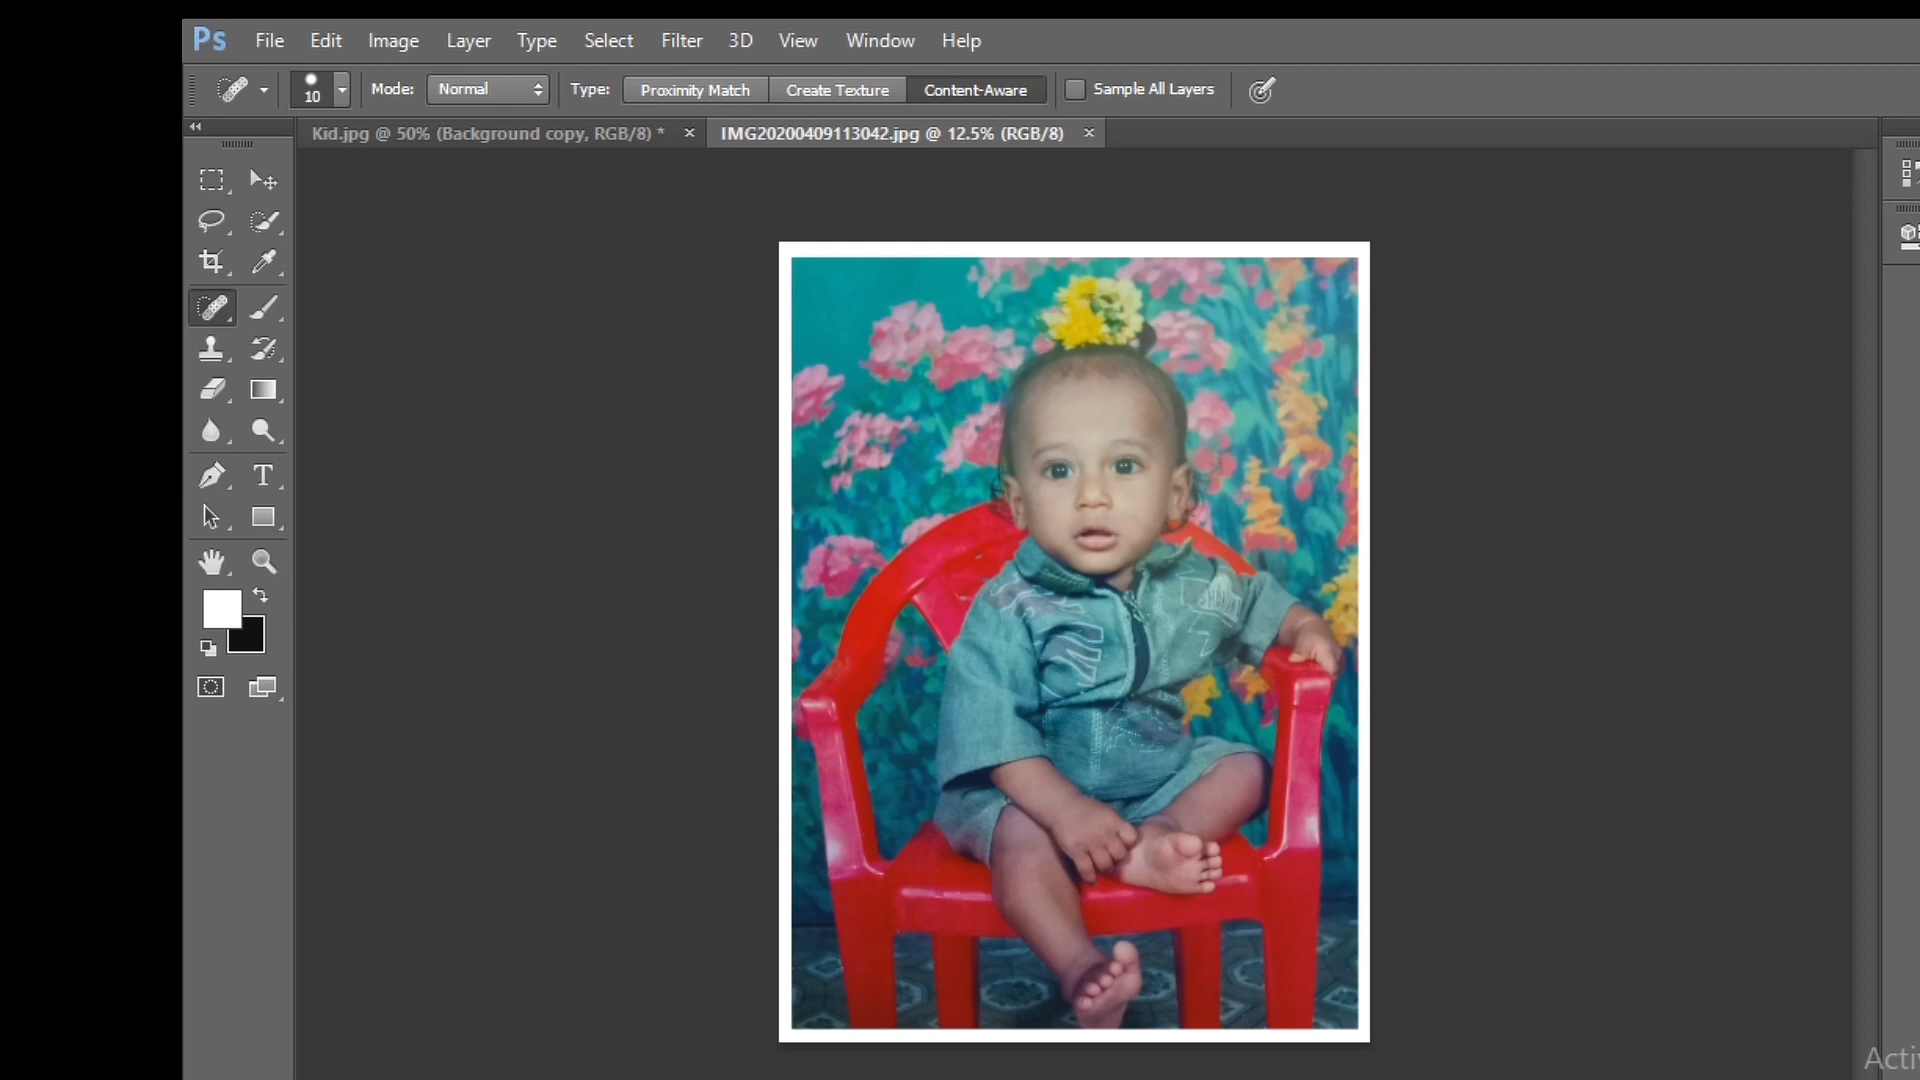 Ps File Edit Image Layer Type Select Filter 3D View Window Help
10 Mode: Normal Type: Proximity Match Create Texture Content-Aware Sample All Layers
Kid.jpg @ 50% (Background copy, RGB/8) * × IMG20200409113042.jpg @ 12.5% (RGB/8) ×
T
Acti